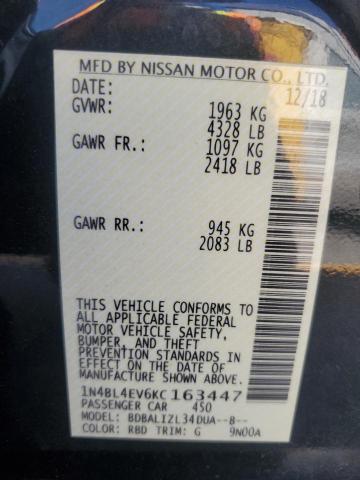 MFD BY NISSAN MOTOR CO., LTD.
DATE: 12/18
GVWR: 1963 KG
4328 LB
GAWR FR.: 1097 KG
2418 LB
GAWR RR.: 945 KG
2083 LB
THIS VEHICLE CONFORMS TO
ALL APPLICABLE FEDERAL
MOTOR VEHICLE SAFETY,
BUMPER, AND THEFT
PREVENTION STANDARDS IN
EFFECT ON THE DATE OF
MANUFACTURE SHOWN ABOVE.
1N4BL4EV6KC163447
PASSENGER CAR 450
MODEL: BDBALIZL34DUA--8--
COLOR: RBD TRIM: G 9N00A